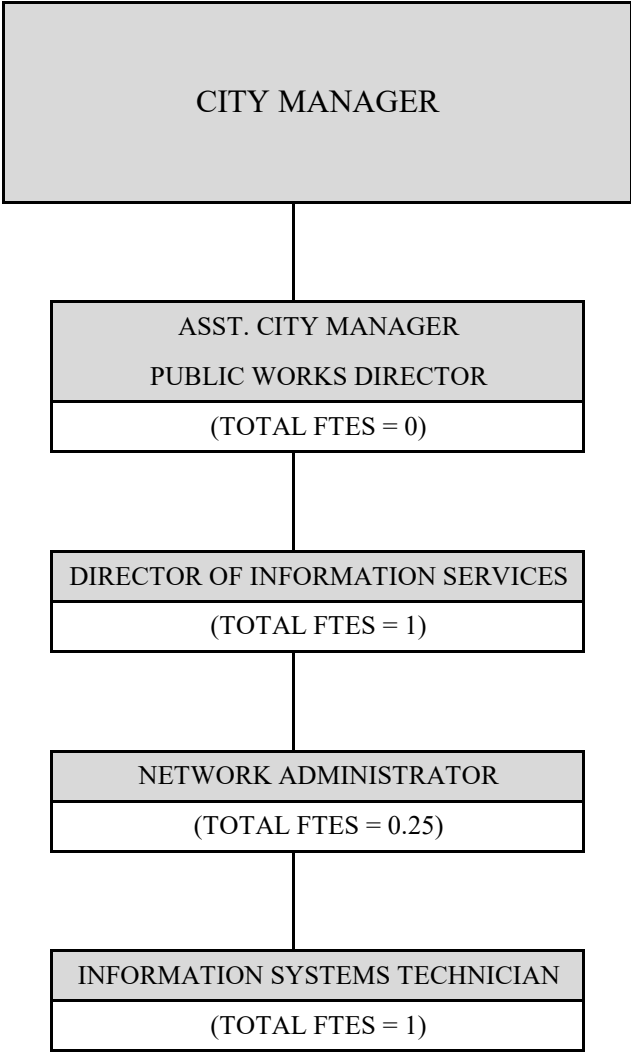 CITY MANAGER
ASST. CITY MANAGER
PUBLIC WORKS DIRECTOR
(TOTAL FTES = 0)
DIRECTOR OF INFORMATION SERVICES
(TOTAL FTES = 1)
NETWORK ADMINISTRATOR
(TOTAL FTES = 0.25)
INFORMATION SYSTEMS TECHNICIAN
(TOTAL FTES = 1)